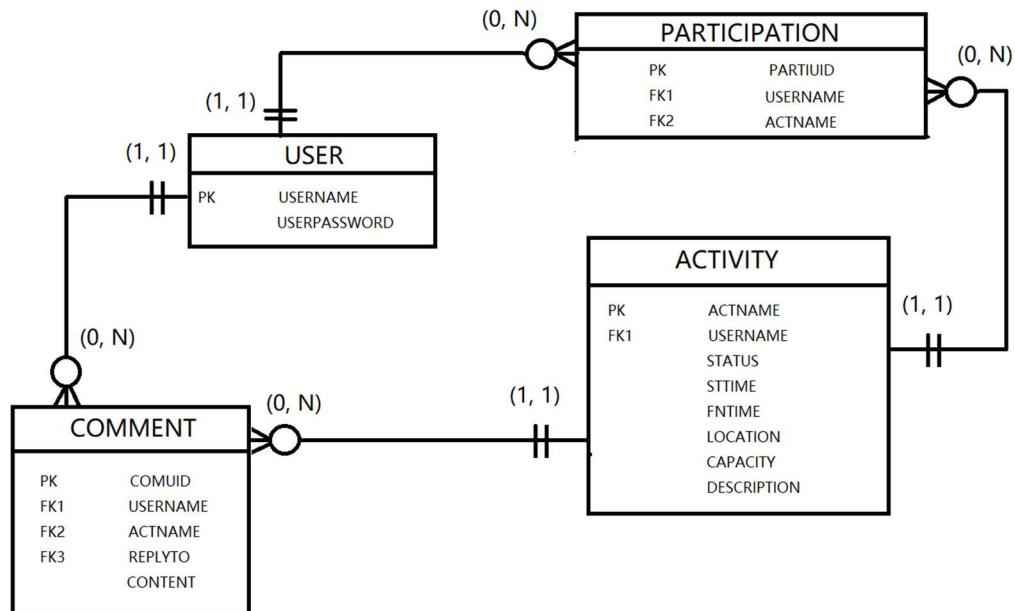 (0, N)
PARTICIPATION
PK PARTIUID
FK1 USERNAME
FK2 ACTNAME
(0, N)
(1, 1)
(1, 1)
USER
PK USERNAME
USERPASSWORD
ACTIVITY
PK ACTNAME
FK1 USERNAME
STATUS
STTIME
FNTIME
LOCATION
CAPACITY
DESCRIPTION
(1, 1)
(0, N)
(0, N)
(1, 1)
COMMENT
PK COMUID
FK1 USERNAME
FK2 ACTNAME
FK3 REPLYTO
CONTENT